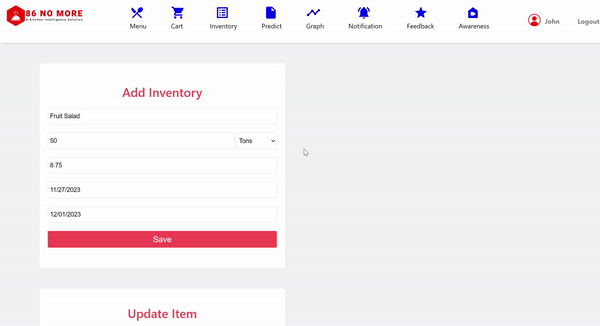 86 NO MORE
A Kitchen Intelligence Solution
Menu
Cart
Inventory
Predict
Graph
Notification
Feedback
Awareness
John
Logout
Add Inventory
Fruit Salad
50
Tons
8.75
11/27/2023
12/01/2023
Save
Update Item